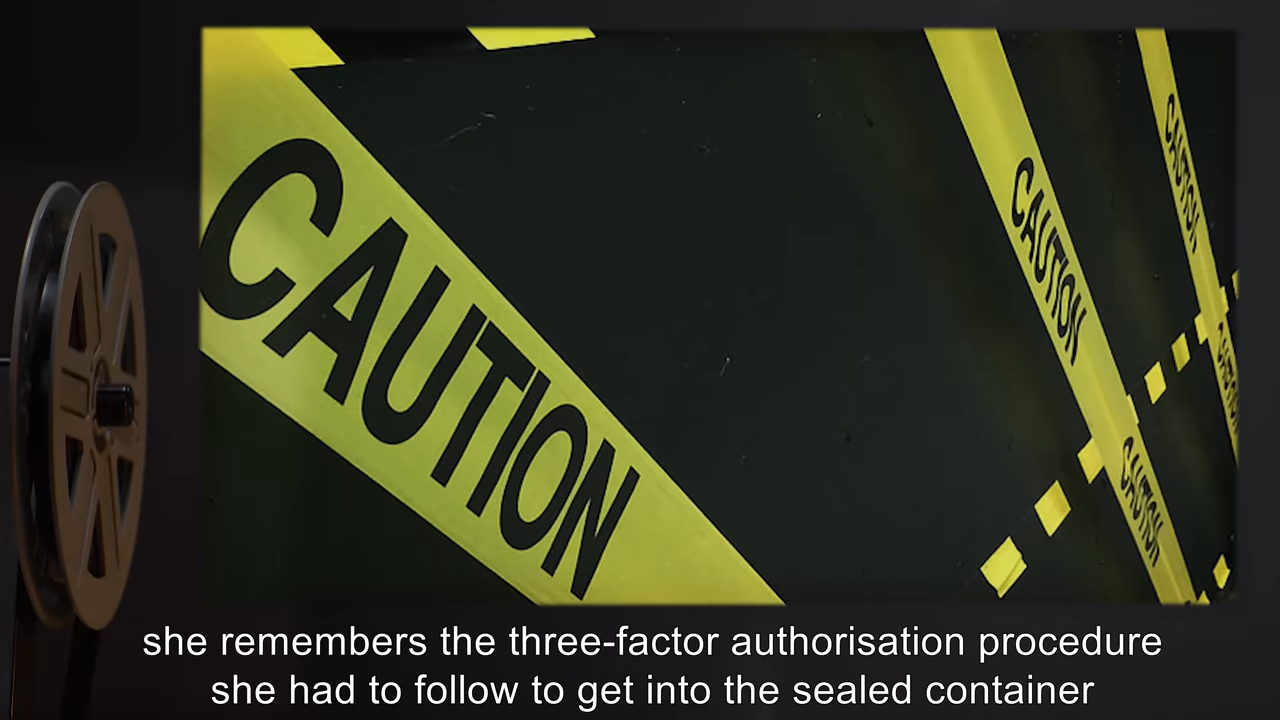 CAUTION
CAUTION
CAUTION
CAUTION
CAUTION
she remembers the three-factor authorisation procedure
she had to follow to get into the sealed container